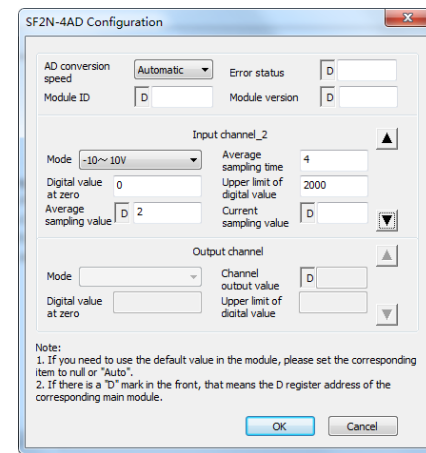 SF2N-4AD Configuration
AD conversion speed Automatic Error status D
Module ID D Module version D
Input channel_2
Mode -10~10V Average sampling time 4
Digital value at zero 0 Upper limit of digital value 2000
Average sampling value D 2 Current sampling value D
Output channel
Mode Channel output value D
Digital value at zero Upper limit of digital value
Note:
1. If you need to use the default value in the module, please set the corresponding
item to null or "Auto".
2. If there is a "D" mark in the front, that means the D register address of the
corresponding main module.
OK Cancel